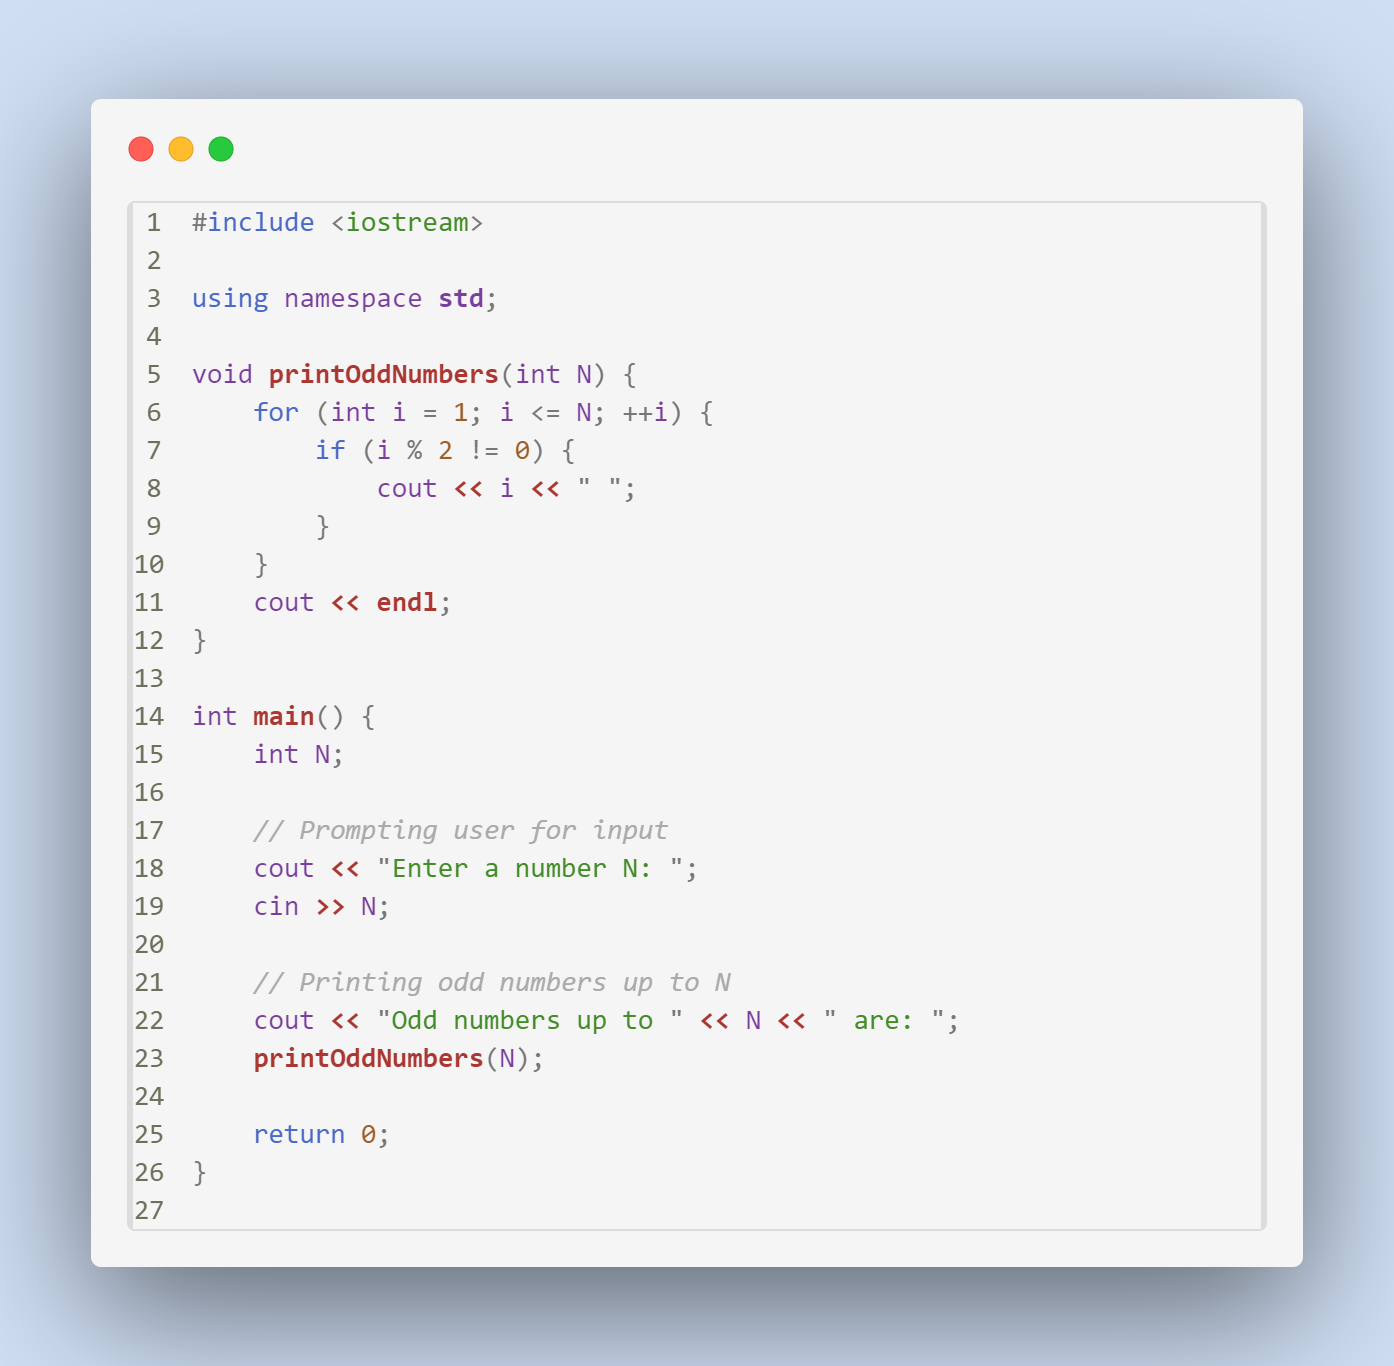 1 #include <iostream>
2
3 using namespace std;
4
5 void printOddNumbers(int N) {
6     for (int i = 1; i <= N; ++i) {
7         if (i % 2 != 0) {
8             cout << i << " ";
9         }
10     }
11     cout << endl;
12 }
13
14 int main() {
15     int N;
16
17     // Prompting user for input
18     cout << "Enter a number N: ";
19     cin >> N;
20
21     // Printing odd numbers up to N
22     cout << "Odd numbers up to " << N << " are: ";
23     printOddNumbers(N);
24
25     return 0;
26 }
27